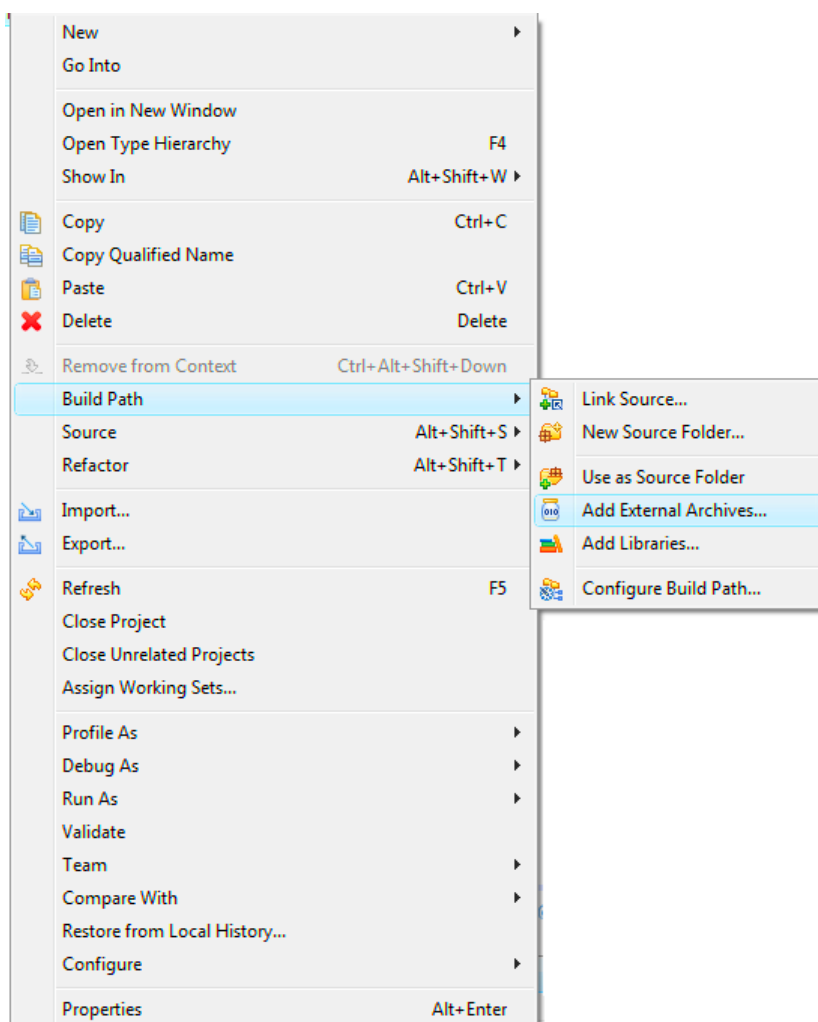 New
Go Into
Open in New Window
Open Type Hierarchy F4
Show In Alt+Shift+W
Copy Ctrl+C
Copy Qualified Name
Paste Ctrl+V
Delete Delete
Remove from Context Ctrl+Alt+Shift+Down
Build Path
Source Alt+Shift+S
Refactor Alt+Shift+T
Import...
Export...
Refresh F5
Close Project
Close Unrelated Projects
Assign Working Sets...
Profile As
Debug As
Run As
Validate
Team
Compare With
Restore from Local History...
Configure
Properties Alt+Enter
Link Source...
New Source Folder...
Use as Source Folder
010 Add External Archives...
Add Libraries...
Configure Build Path...